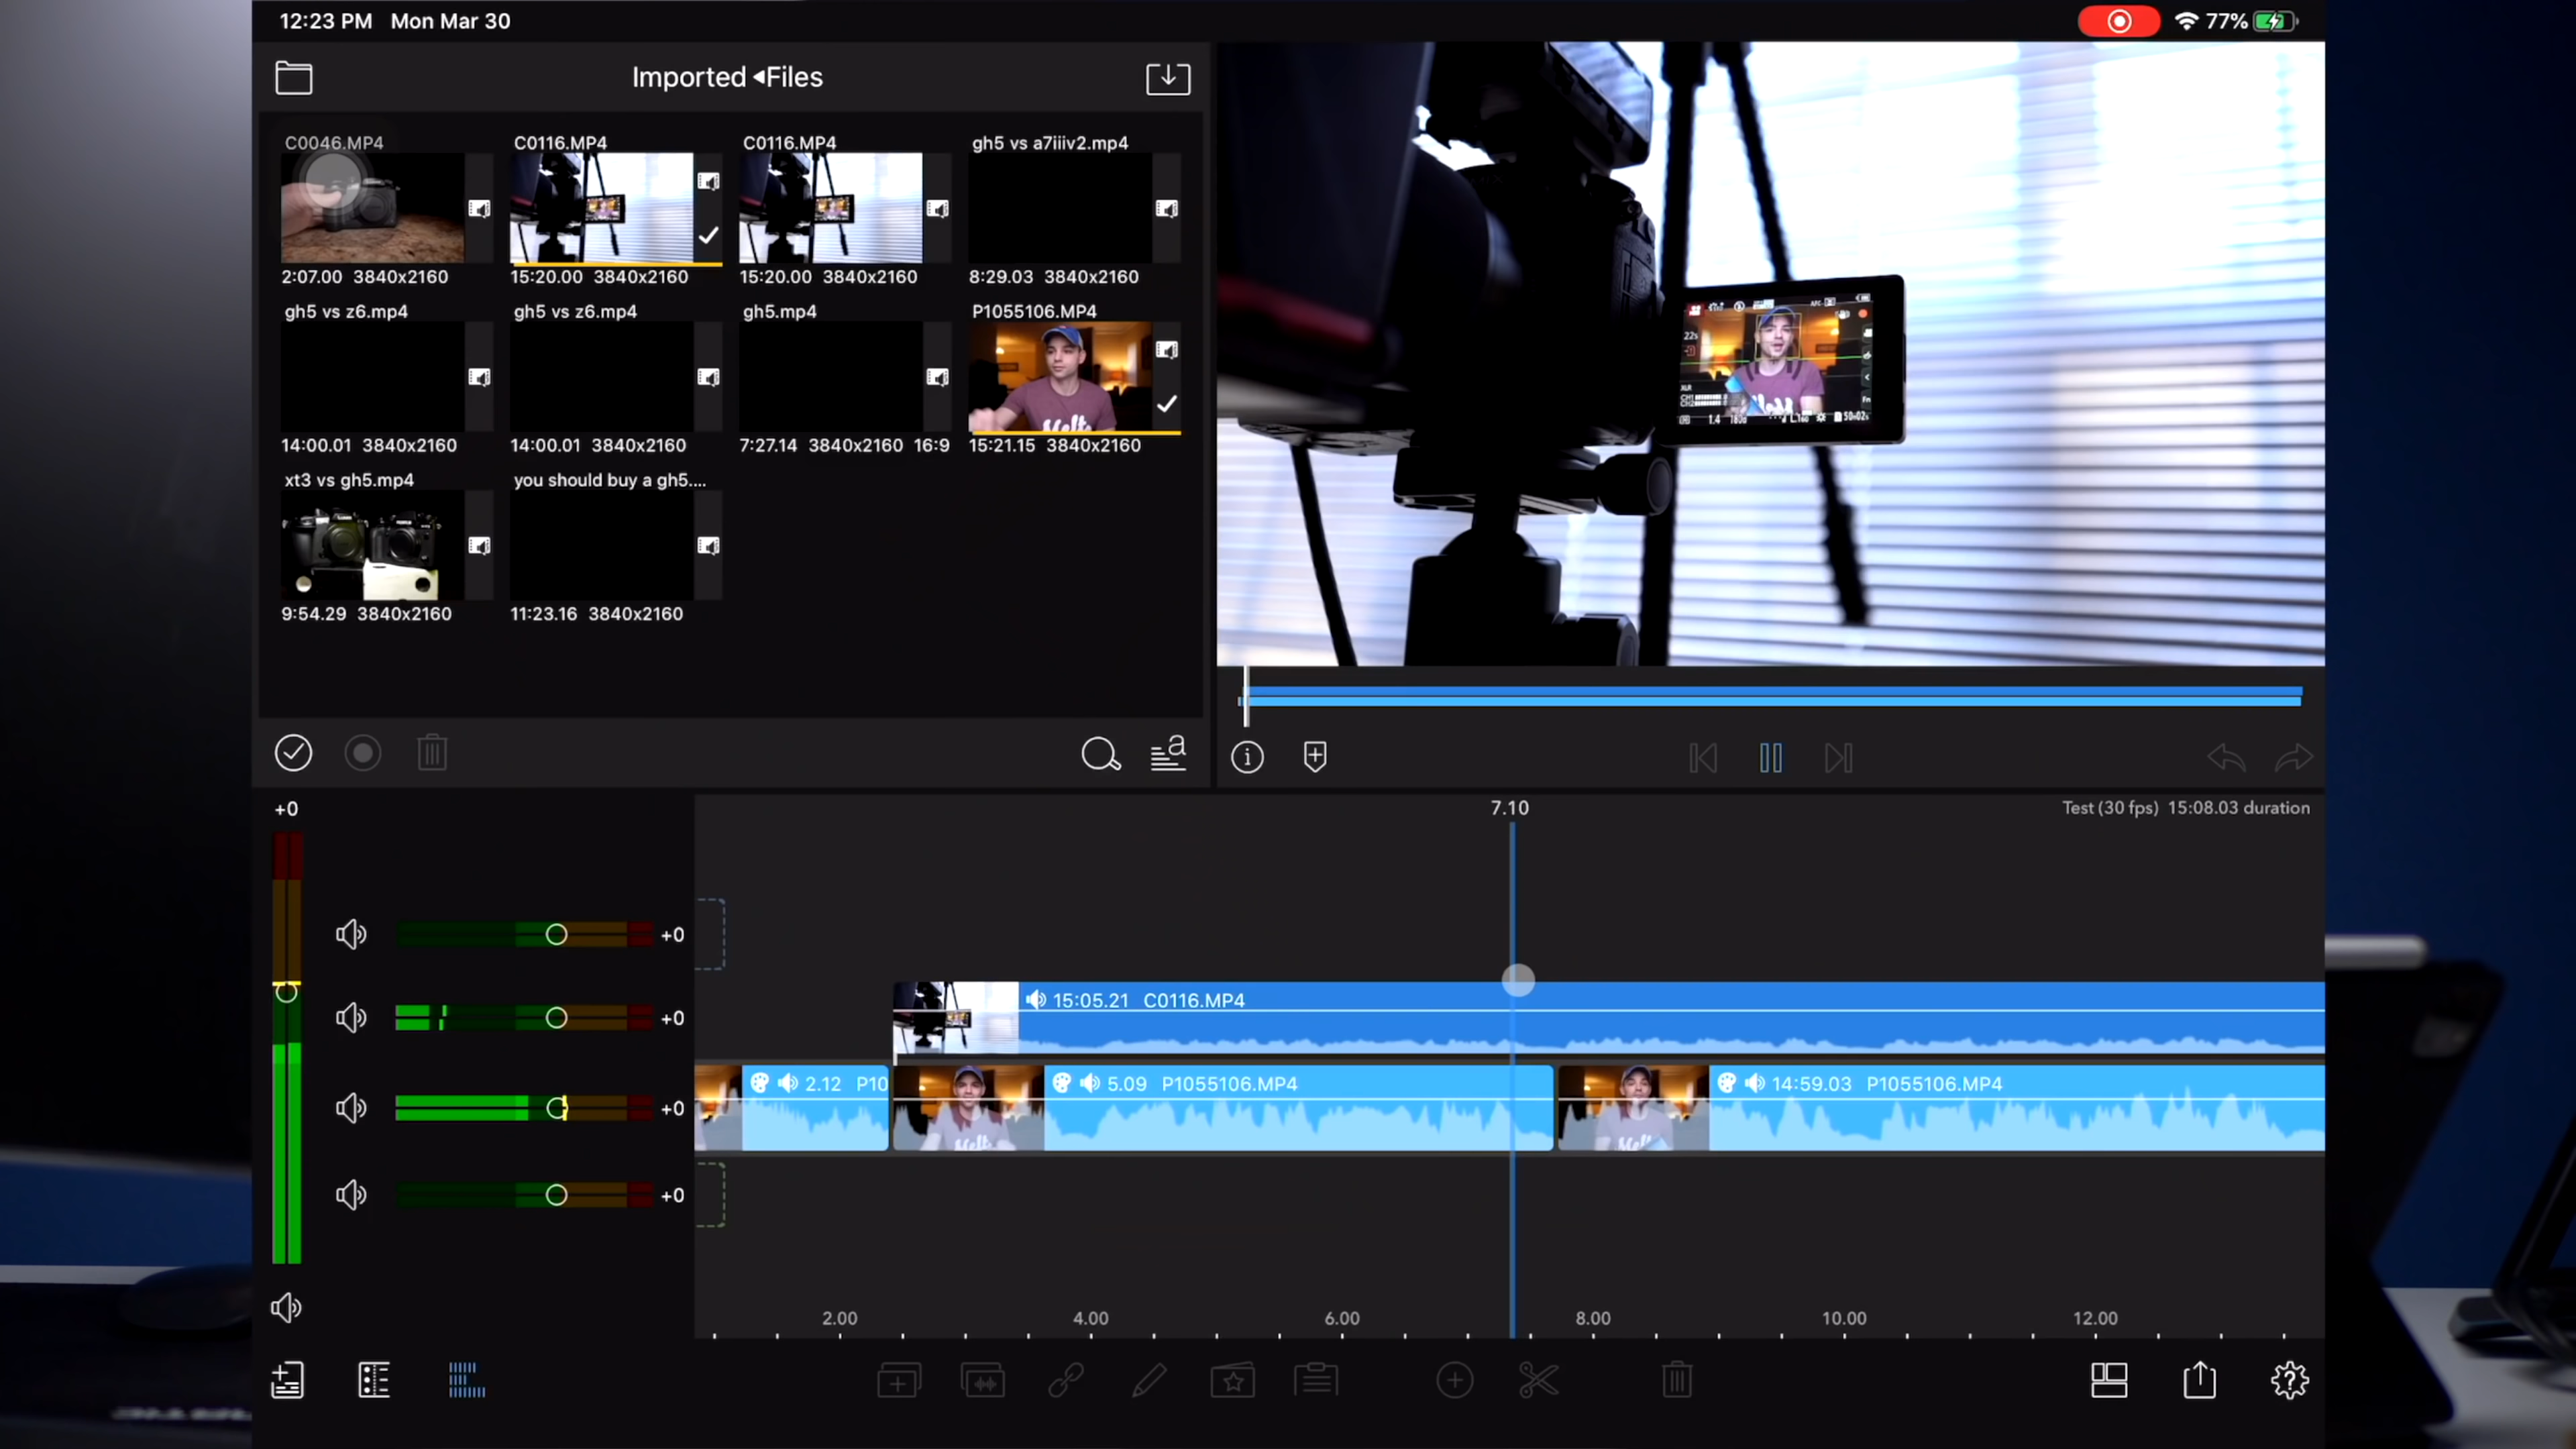 12:23 PM Mon Mar 30
77%
Imported ◂Files
C0046.MP4
C0116.MP4
C0116.MP4
gh5 vs a7iiiv2.mp4
2:07.00 3840x2160
15:20.00 3840x2160
15:20.00 3840x2160
8:29.03 3840x2160
gh5 vs z6.mp4
gh5 vs z6.mp4
gh5.mp4
P1055106.MP4
14:00.01 3840x2160
14:00.01 3840x2160
7:27.14 3840x2160 16:9
15:21.15 3840x2160
xt3 vs gh5.mp4
you should buy a gh5....
9:54.29 3840x2160
11:23.16 3840x2160
+0
7.10
Test (30 fps) 15:08.03 duration
+0
+0
15:05.21 C0116.MP4
2.12 P10
5.09 P1055106.MP4
14:59.03 P1055106.MP4
+0
+0
2.00
4.00
6.00
8.00
10.00
12.00